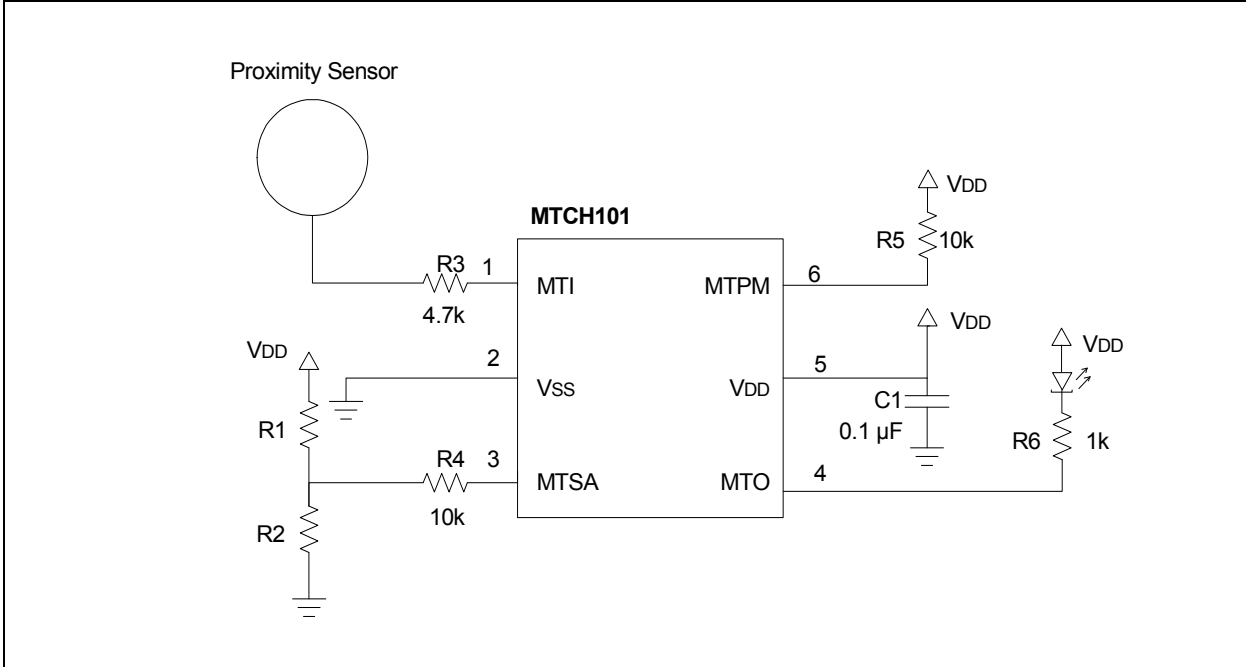 Proximity Sensor
MTCH101
VDD
R5
10k
R3
1
MTI
MTPM
6
4.7k
VDD
VDD
2
VSS
VDD
5
VDD
C1
0.1 µF
R1
R4
3
MTSA
MTO
4
R6
1k
10k
R2